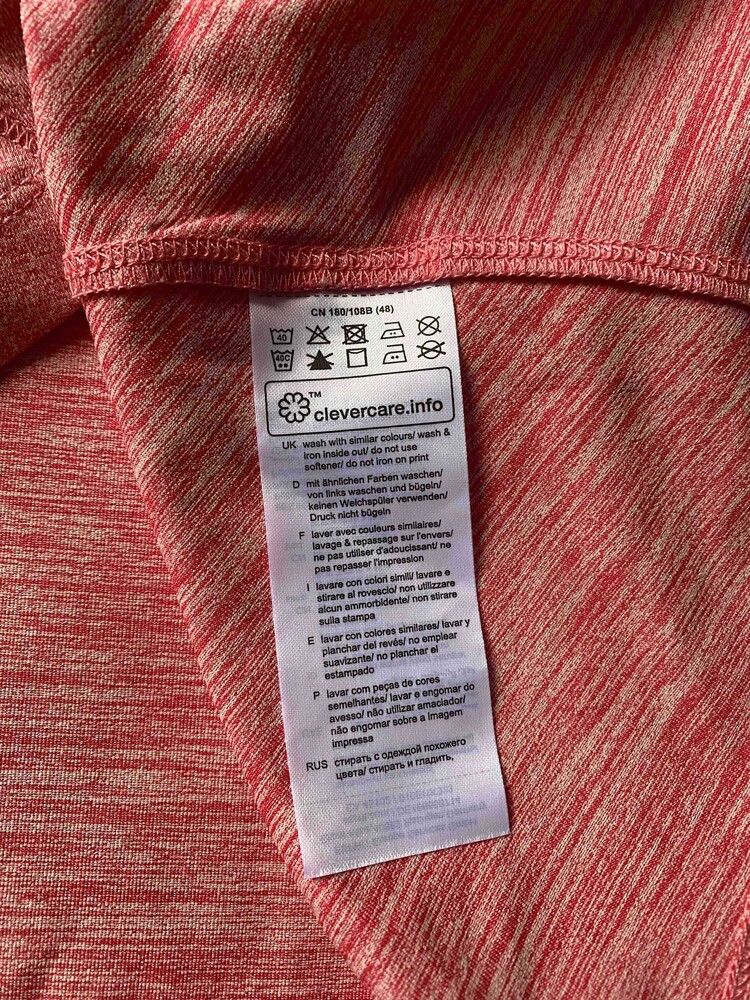 CN 180/108B (48)
40
40C
™
clevercare.info
UK wash with similar colours/ wash &
iron inside out/ do not use
softener/ do not iron on print
D mit ähnlichen Farben waschen/
von links waschen und bügeln/
keinen Weichspüler verwenden/
Druck nicht bügeln
F laver avec couleurs similaires/
lavage & repassage sur l'envers/
ne pas utiliser d'adoucissant/ ne
pas repasser l'impression
I lavare con colori simili/ lavare e
stirare al rovescio/ non utilizzare
alcun ammorbidente/ non stirare
sulla stampa
E lavar con colores similares/ lavar y
planchar del revés/ no emplear
suavizante/ no planchar el
estampado
P lavar com peças de cores
semelhantes/ lavar e engomar do
avesso/ não utilizar amaciador/
não engomar sobre a imagem
impressa
RUS стирать с одеждой похожего
цвета/ стирать и гладить,